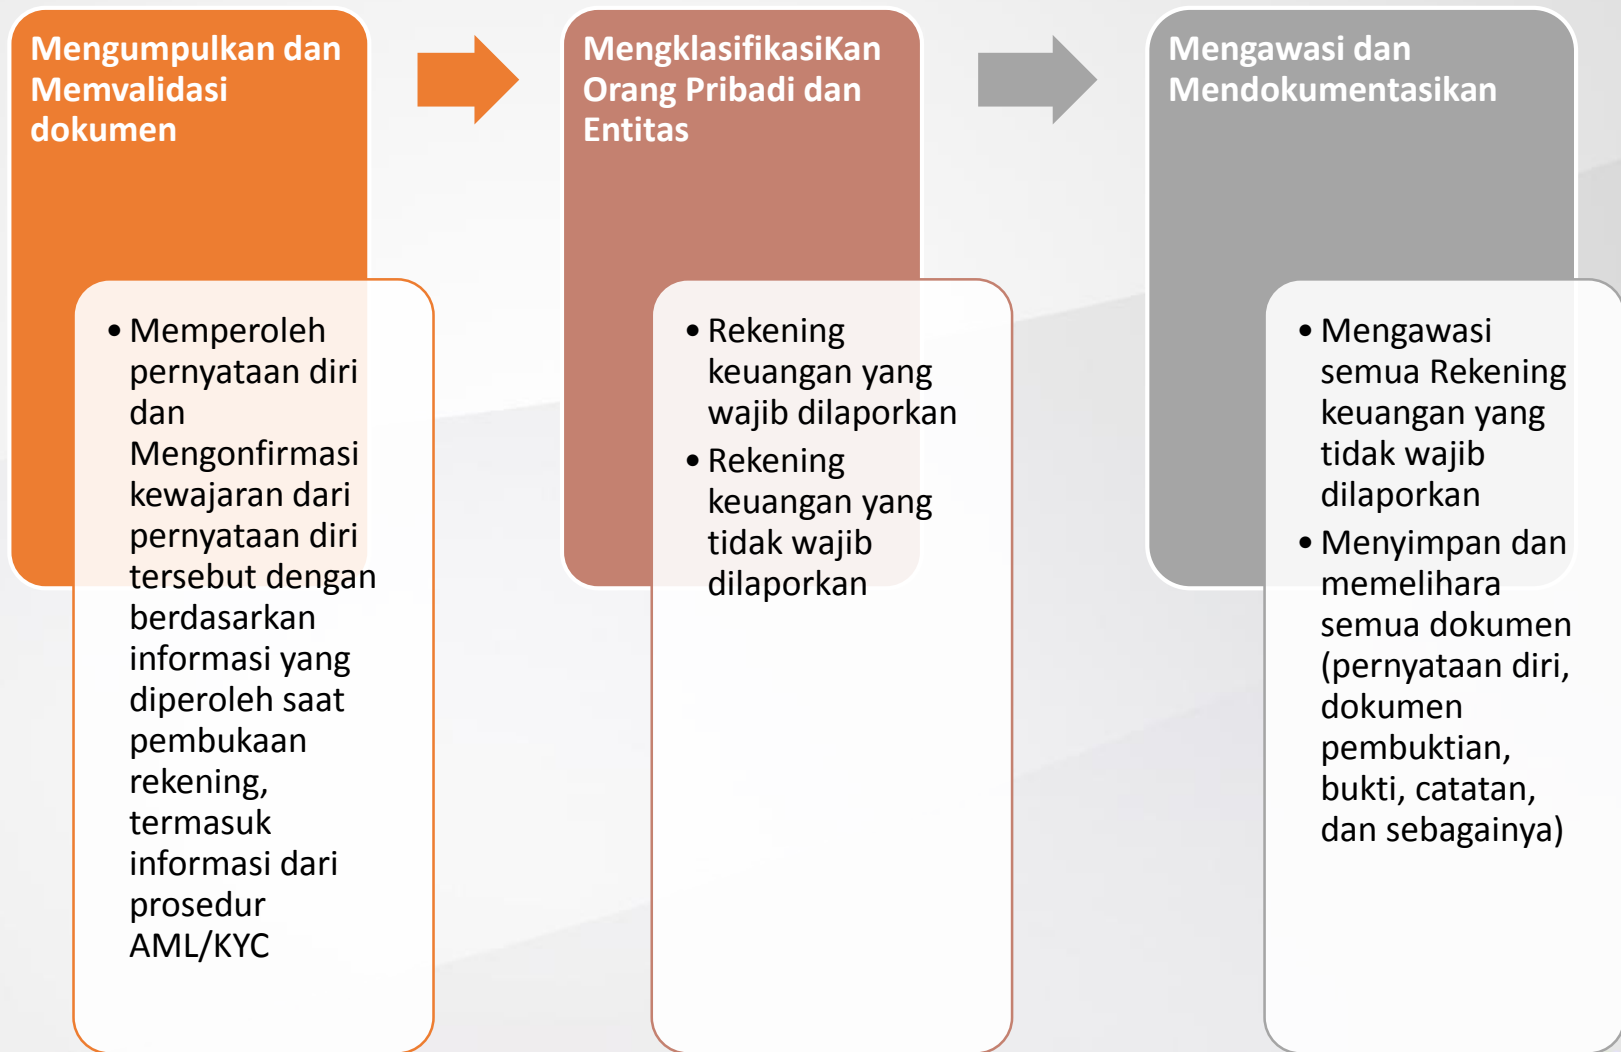 Mengumpulkan dan
Memvalidasi
dokumen
• Memperoleh
pernyataan diri
dan
Mengonfirmasi
kewajaran dari
pernyataan diri
tersebut dengan
berdasarkan
informasi yang
diperoleh saat
pembukaan
rekening,
termasuk
informasi dari
prosedur
AML/KYC
MengklasifikasiKan
Orang Pribadi dan
Entitas
• Rekening
keuangan yang
wajib dilaporkan
• Rekening
keuangan yang
tidak wajib
dilaporkan
Mengawasi dan
Mendokumentasikan
• Mengawasi
semua Rekening
keuangan yang
tidak wajib
dilaporkan
• Menyimpan dan
memelihara
semua dokumen
(pernyataan diri,
dokumen
pembuktian,
bukti, catatan,
dan sebagainya)